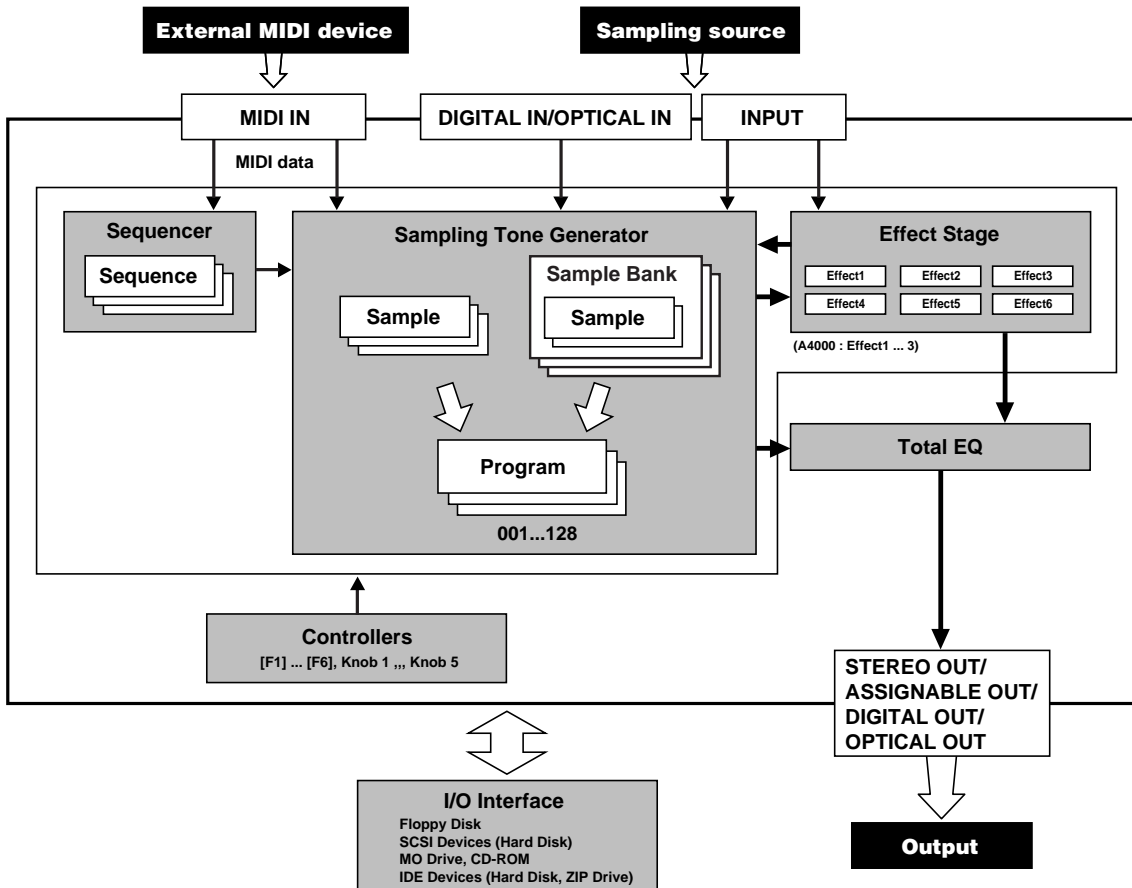 External MIDI device
Sampling source
MIDI IN
DIGITAL IN/OPTICAL IN
INPUT
MIDI data
Sequencer
Sequence
Sampling Tone Generator
Sample Bank
Sample
Sample
Program
001...128
Effect Stage
Effect1
Effect2
Effect3
Effect4
Effect5
Effect6
(A4000 : Effect1 ... 3)
Total EQ
Controllers
[F1] ... [F6], Knob 1 ,,, Knob 5
STEREO OUT/
ASSIGNABLE OUT/
DIGITAL OUT/
OPTICAL OUT
I/O Interface
Floppy Disk
SCSI Devices (Hard Disk)
MO Drive, CD-ROM
IDE Devices (Hard Disk, ZIP Drive)
Output